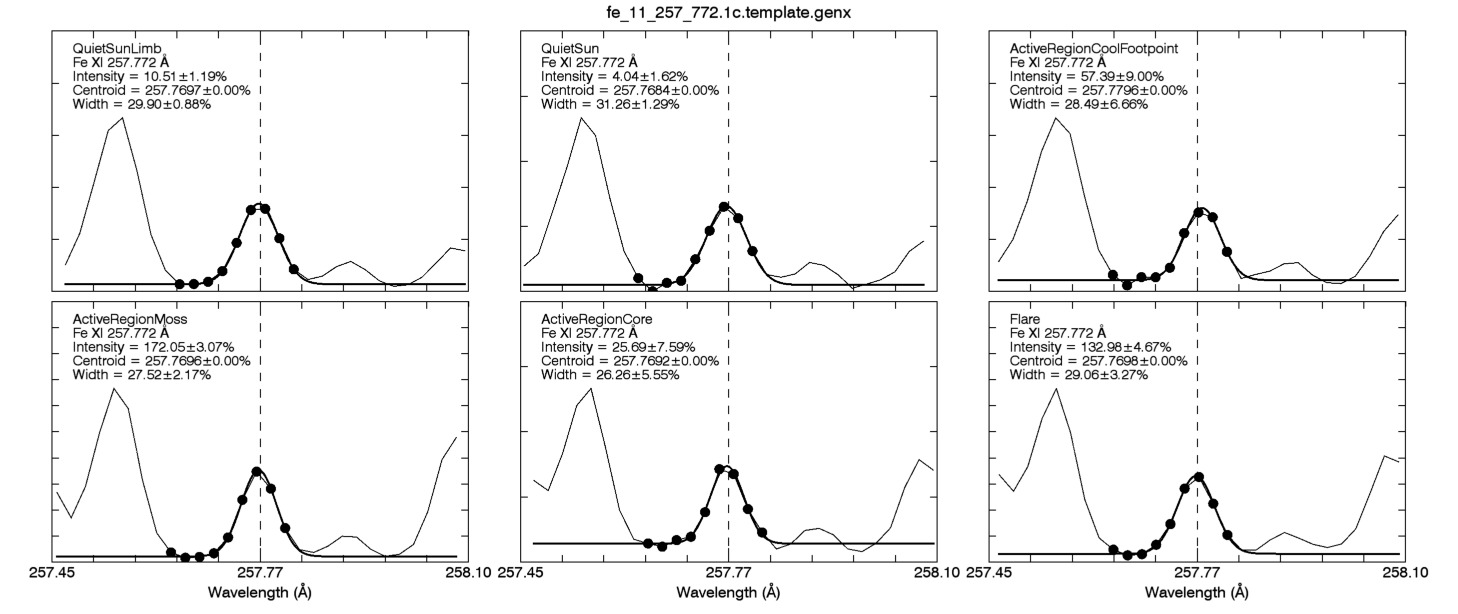 fe_11_257_772.1c.template.genx
QuietSunLimb
Fe XI 257.772 Å
Intensity = 10.51±1.19%
Centroid = 257.7697±0.00%
Width = 29.90±0.88%
QuietSun
Fe XI 257.772 Å
Intensity = 4.04±1.62%
Centroid = 257.7684±0.00%
Width = 31.26±1.29%
ActiveRegionCoolFootpoint
Fe XI 257.772 Å
Intensity = 57.39±9.00%
Centroid = 257.7796±0.00%
Width = 28.49±6.66%
ActiveRegionMoss
Fe XI 257.772 Å
Intensity = 172.05±3.07%
Centroid = 257.7696±0.00%
Width = 27.52±2.17%
ActiveRegionCore
Fe XI 257.772 Å
Intensity = 25.69±7.59%
Centroid = 257.7692±0.00%
Width = 26.26±5.55%
Flare
Fe XI 257.772 Å
Intensity = 132.98±4.67%
Centroid = 257.7698±0.00%
Width = 29.06±3.27%
257.45 257.77 258.10 257.45 257.77 258.10 257.45 257.77 258.10
Wavelength (Å) Wavelength (Å) Wavelength (Å)